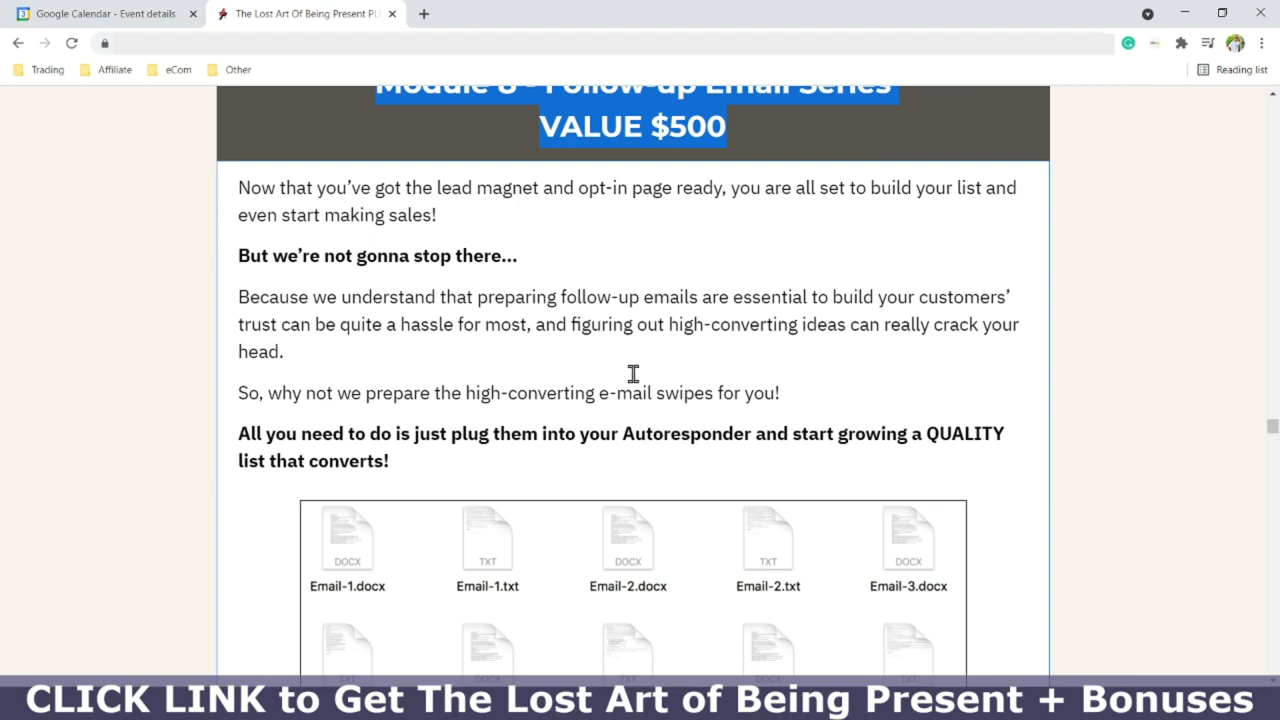 Google Calendar - Event details
The Lost Art Of Being Present PL
Trading
Affiliate
eCom
Other
Reading list
Module 8 - Follow-up Email Series
VALUE $500
Now that you’ve got the lead magnet and opt-in page ready, you are all set to build your list and
even start making sales!
But we’re not gonna stop there...
Because we understand that preparing follow-up emails are essential to build your customers’
trust can be quite a hassle for most, and figuring out high-converting ideas can really crack your
head.
So, why not we prepare the high-converting e-mail swipes for you!
All you need to do is just plug them into your Autoresponder and start growing a QUALITY
list that converts!
DOCX
TXT
DOCX
TXT
DOCX
Email-1.docx
Email-1.txt
Email-2.docx
Email-2.txt
Email-3.docx
CLICK LINK to Get The Lost Art of Being Present + Bonuses